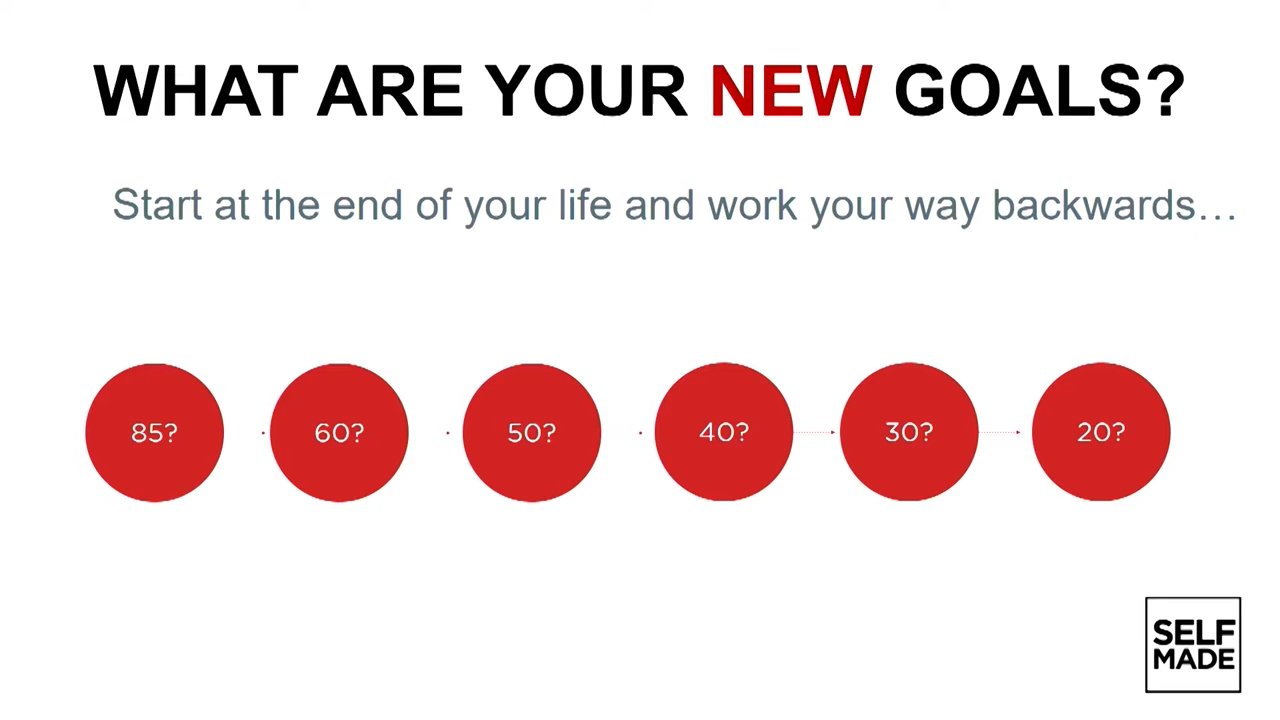 WHAT ARE YOUR NEW GOALS?
Start at the end of your life and work your way backwards…
85? 60? 50? 40? 30? 20?
SELF
MADE